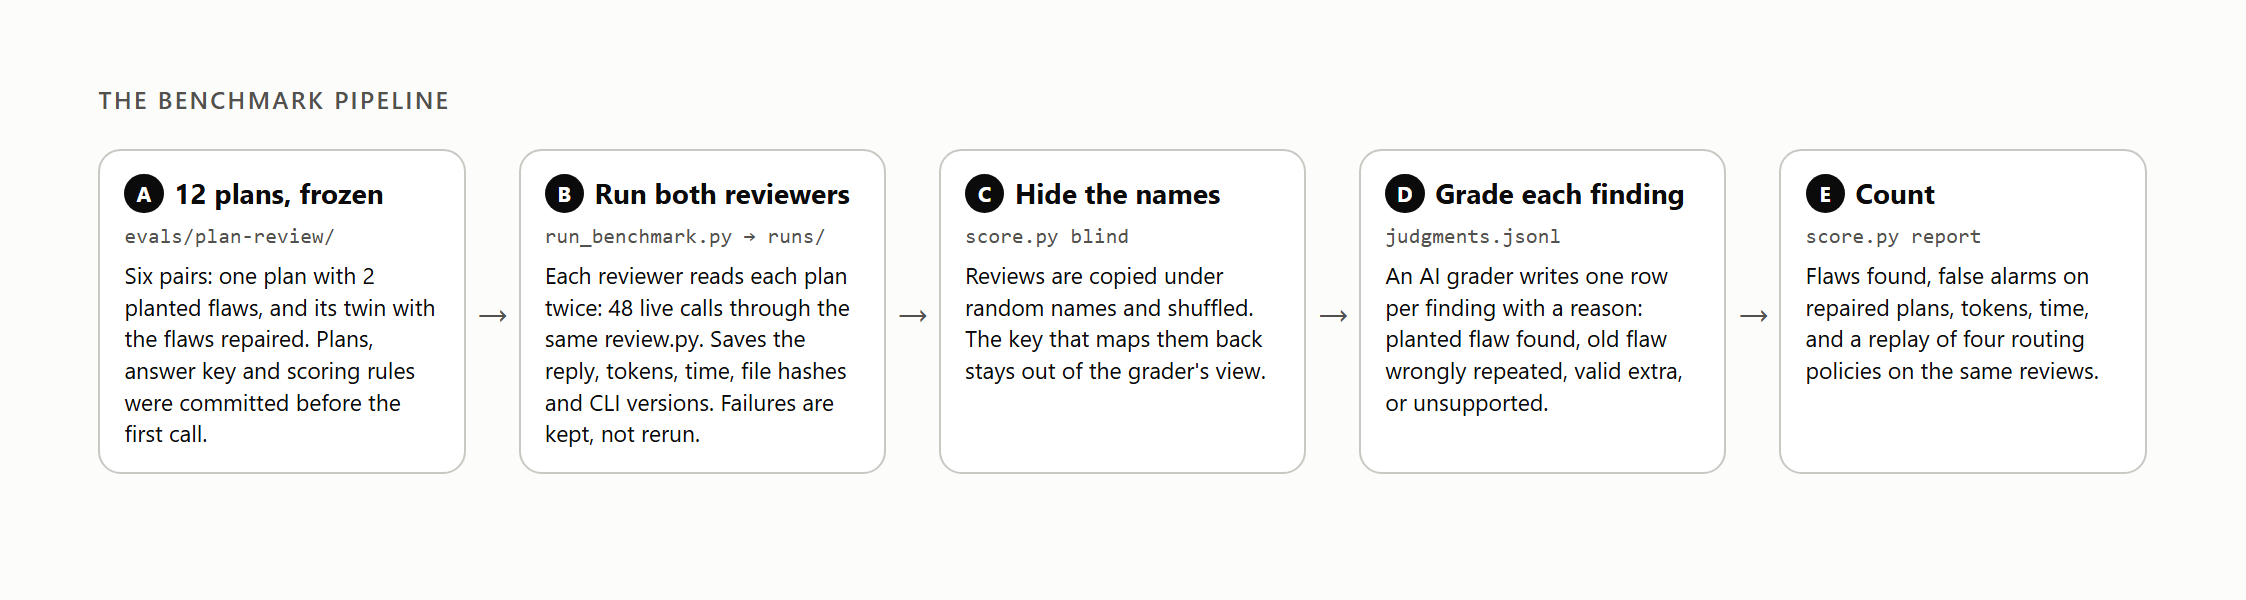 THE BENCHMARK PIPELINE
A 12 plans, frozen
evals/plan-review/
Six pairs: one plan with 2
planted flaws, and its twin with
the flaws repaired. Plans,
answer key and scoring rules
were committed before the
first call.
→
B Run both reviewers
run_benchmark.py → runs/
Each reviewer reads each plan
twice: 48 live calls through the
same review.py. Saves the
reply, tokens, time, file hashes
and CLI versions. Failures are
kept, not rerun.
→
C Hide the names
score.py blind
Reviews are copied under
random names and shuffled.
The key that maps them back
stays out of the grader's view.
→
D Grade each finding
judgments.jsonl
An AI grader writes one row
per finding with a reason:
planted flaw found, old flaw
wrongly repeated, valid extra,
or unsupported.
→
E Count
score.py report
Flaws found, false alarms on
repaired plans, tokens, time,
and a replay of four routing
policies on the same reviews.